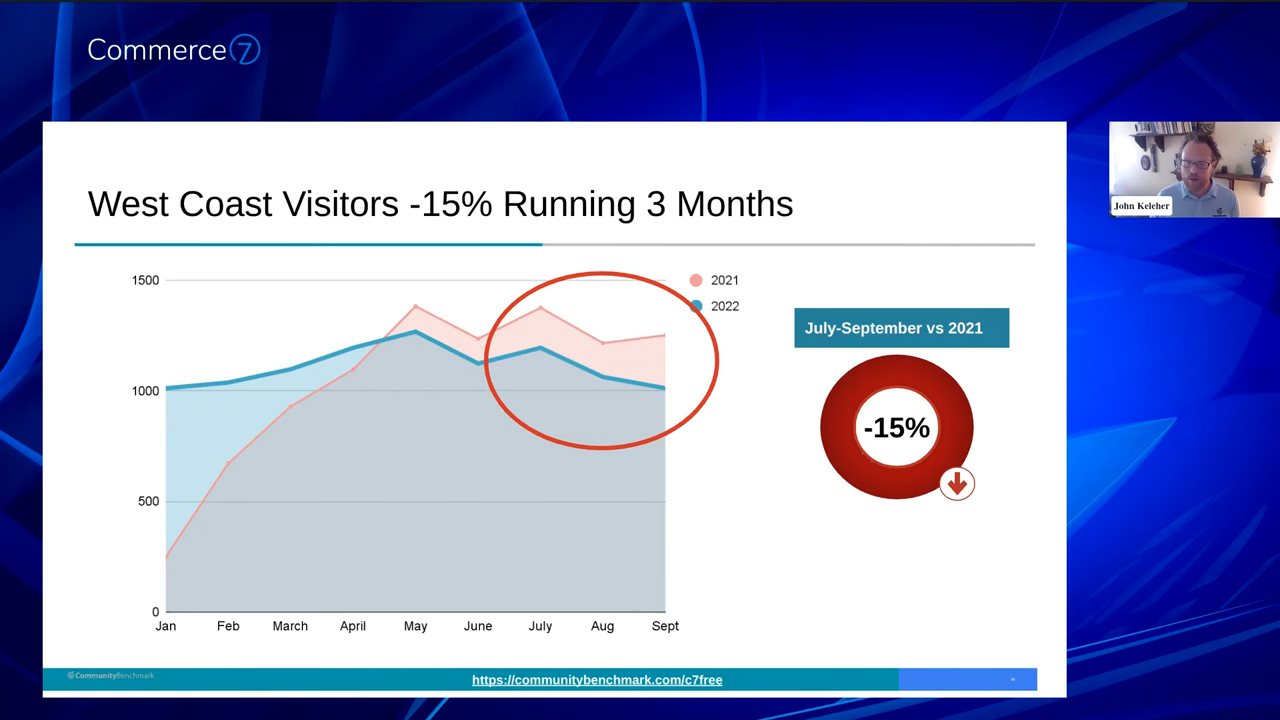 Commerce7
West Coast Visitors -15% Running 3 Months
1500
1000
500
0
Jan Feb March April May June July Aug Sept
2021
2022
July-September vs 2021
-15%
John Keleher
CommunityBenchmark
https://communitybenchmark.com/c7free